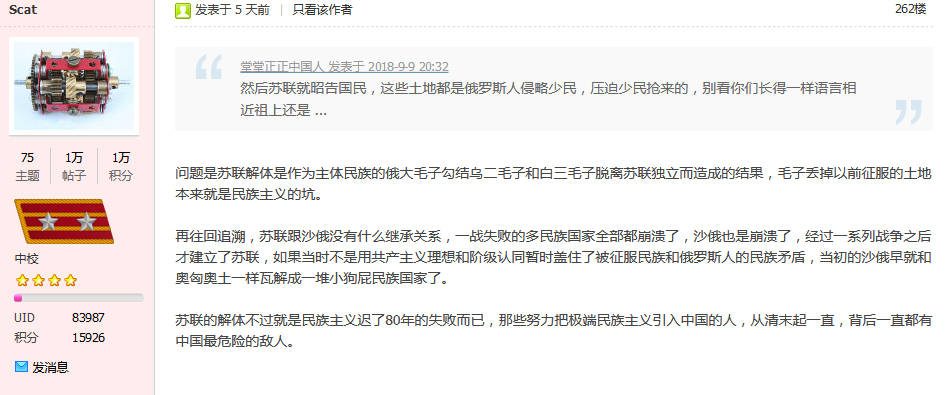 Scat
发表于 5 天前 | 只看该作者
262楼
堂堂正正中国人 发表于 2018-9-9 20:32
然后苏联就昭告国民，这些土地都是俄罗斯人侵略少民，压迫少民抢来的，别看你们长得一样语言相
近祖上还是 ...
75 1万 1万
主题 帖子 积分
中校
UID 83987
积分 15926
发消息
问题是苏联解体是作为主体民族的俄大毛子勾结乌二毛子和白三毛子脱离苏联独立而造成的结果，毛子丢掉以前征服的土地
本来就是民族主义的坑。
再往回追溯，苏联跟沙俄没有什么继承关系，一战失败的多民族国家全部都崩溃了，沙俄也是崩溃了，经过一系列战争之后
才建立了苏联，如果当时不是用共产主义理想和阶级认同暂时盖住了被征服民族和俄罗斯人的民族矛盾，当初的沙俄早就和
奥匈奥土一样瓦解成一堆小狗屁民族国家了。
苏联的解体不过就是民族主义迟了80年的失败而已，那些努力把极端民族主义引入中国的人，从清末起一直，背后一直都有
中国最危险的敌人。